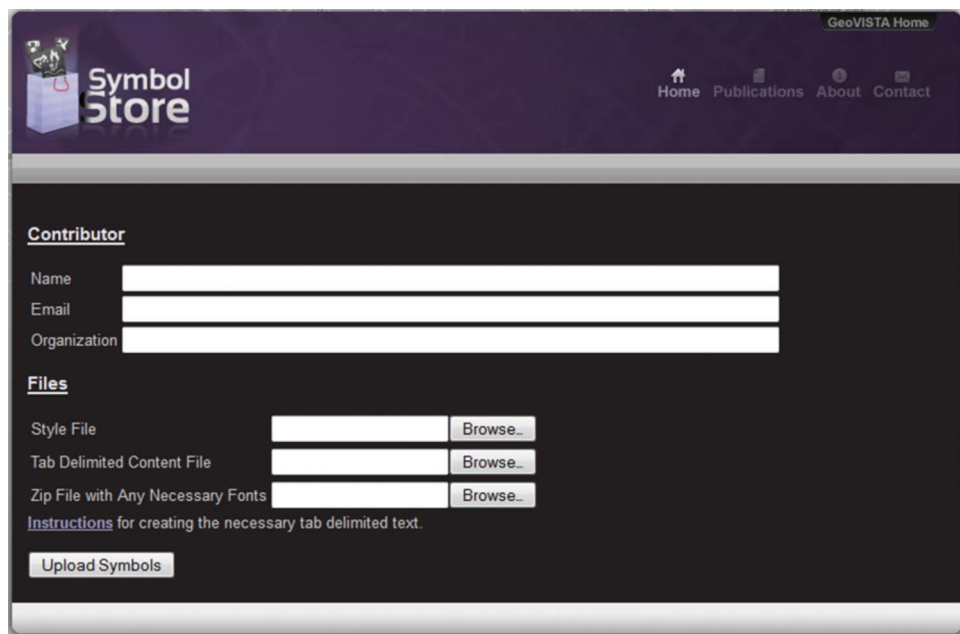 GeoVISTA Home
Symbol
Store
Home Publications About Contact
Contributor
Name
Email
Organization
Files
Style File Browse...
Tab Delimited Content File Browse...
Zip File with Any Necessary Fonts Browse...
Instructions for creating the necessary tab delimited text.
Upload Symbols